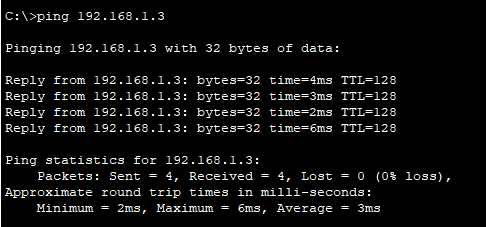 C:\>ping 192.168.1.3
Pinging 192.168.1.3 with 32 bytes of data:
Reply from 192.168.1.3: bytes=32 time=4ms TTL=128
Reply from 192.168.1.3: bytes=32 time=3ms TTL=128
Reply from 192.168.1.3: bytes=32 time=2ms TTL=128
Reply from 192.168.1.3: bytes=32 time=6ms TTL=128
Ping statistics for 192.168.1.3:
    Packets: Sent = 4, Received = 4, Lost = 0 (0% loss),
Approximate round trip times in milli-seconds:
    Minimum = 2ms, Maximum = 6ms, Average = 3ms